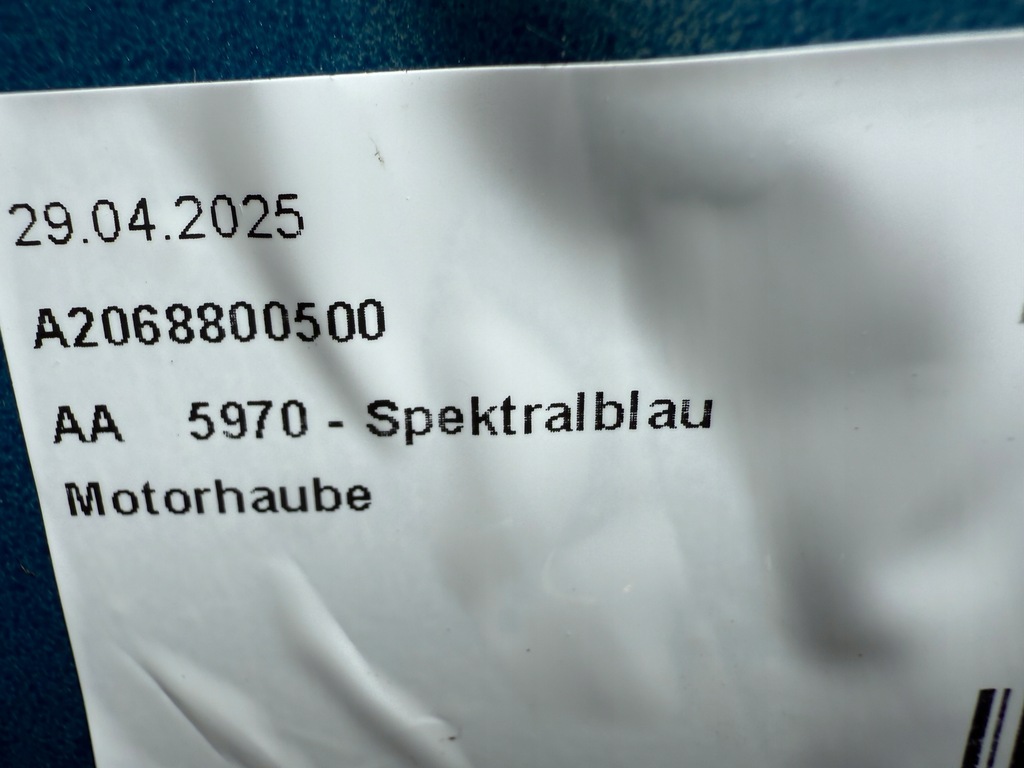 29.04.2025
A2068800500
AA 5970 - Spektralblau
Motorhaube